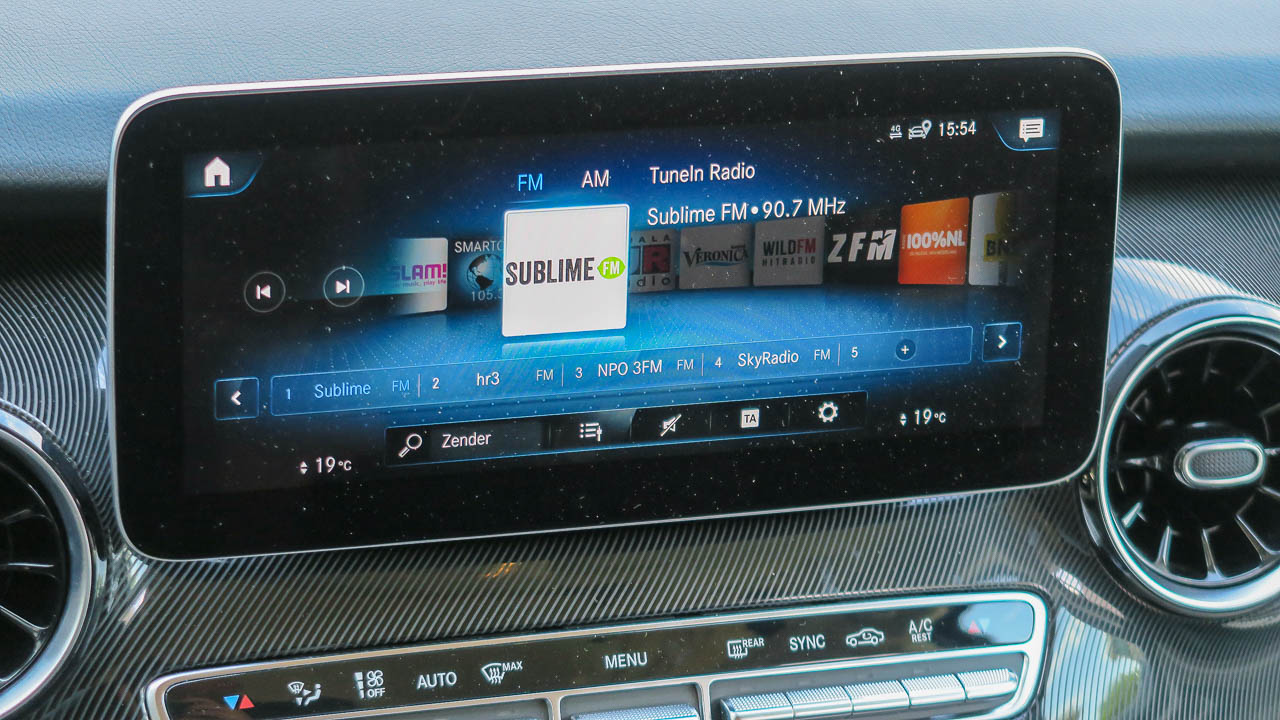 4G 15:54
FM AM TuneIn Radio
Sublime FM • 90.7 MHz
SLAM!
SMARTO
105.
SUBLIME FM
VERONICA
WILDFM
HITRADIO
ZFM
100%NL
1 Sublime FM 2 hr3 FM 3 NPO 3FM FM 4 SkyRadio FM 5 +
Zender TA
19°C
19°C
OFF AUTO MAX MENU REAR SYNC A/C
REST